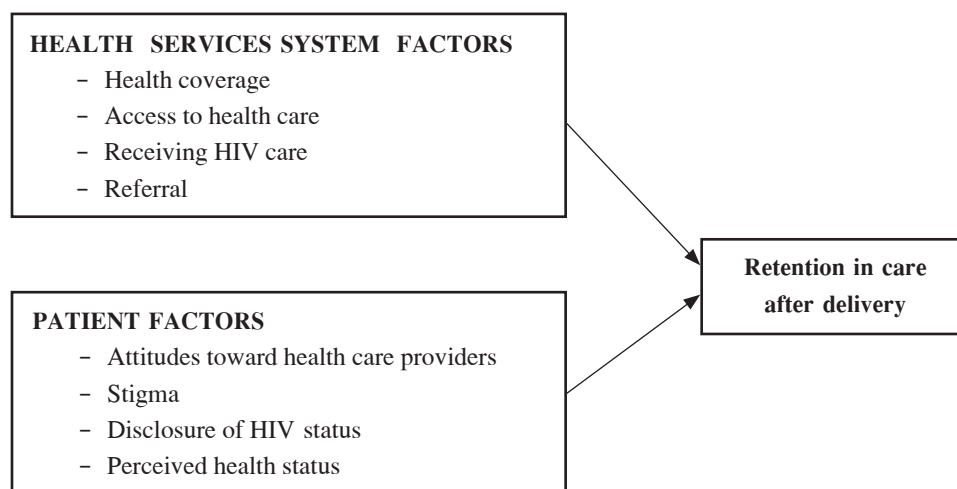 HEALTH SERVICES SYSTEM FACTORS
– Health coverage
– Access to health care
– Receiving HIV care
– Referral
Retention in care
after delivery
PATIENT FACTORS
– Attitudes toward health care providers
– Stigma
– Disclosure of HIV status
– Perceived health status